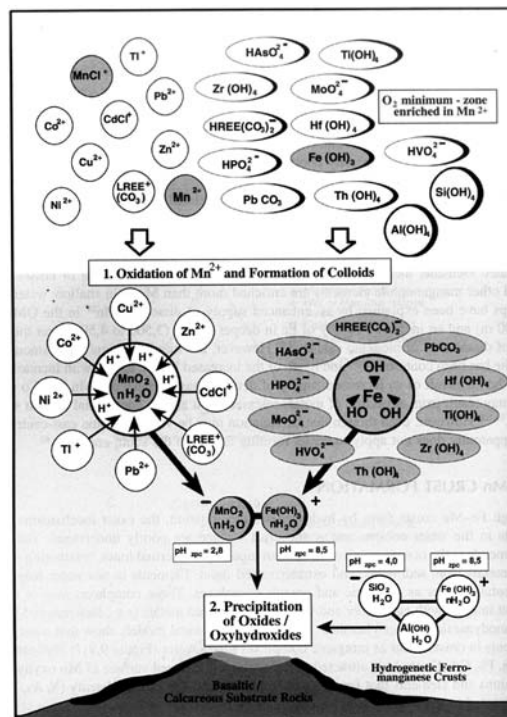 Tl⁺
MnCl⁺
Pb²⁺
Co²⁺
CdCl⁺
Cu²⁺
Zn²⁺
Ni²⁺
LREE⁺
(CO₃)
Mn²⁺
HAsO₄²⁻
Ti(OH)₄
Zr (OH)₄
MoO₄²⁻
O₂ minimum - zone
enriched in Mn²⁺
HREE(CO₃)₂⁻
Hf (OH)₄
HPO₄²⁻
Fe (OH)₃
HVO₄²⁻
Pb CO₃
Th (OH)₄
Si(OH)₄
Al(OH)₄
1. Oxidation of Mn²⁺ and Formation of Colloids
Cu²⁺
Co²⁺
Zn²⁺
H⁺
H⁺
H⁺
H⁺
H⁺
H⁺
H⁺
MnO₂
nH₂O
Ni²⁺
CdCl⁺
Tl⁺
Pb²⁺
LREE⁺
(CO₃)
HREE(CO₃)₂⁻
HAsO₄²⁻
OH
PbCO₃
HPO₄²⁻
Fe
Hf (OH)₄
MoO₄²⁻
HO OH
Ti(OH)₄
HVO₄²⁻
Zr (OH)₄
Th (OH)₄
− +
MnO₂
nH₂O
Fe(OH)₃
nH₂O
pH zpc = 2,8
pH zpc = 8,5
2. Precipitation of
Oxides /
Oxyhydroxides
pH zpc = 4,0
pH zpc = 8,5
− +
SiO₂
H₂O
Fe (OH)₃
nH₂O
Al(OH)
H₂O
Hydrogenetic Ferro-
manganese Crusts
Basaltic /
Calcareous Substrate Rocks